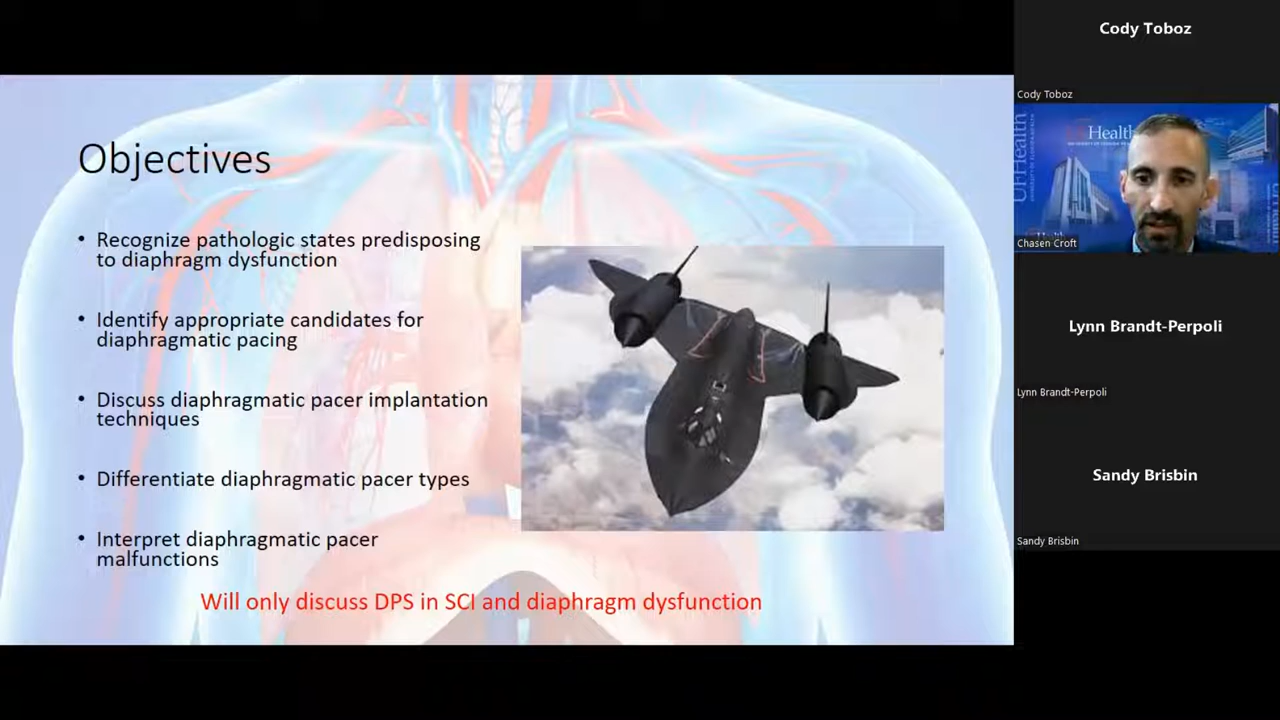 Objectives
• Recognize pathologic states predisposing
to diaphragm dysfunction
• Identify appropriate candidates for
diaphragmatic pacing
• Discuss diaphragmatic pacer implantation
techniques
• Differentiate diaphragmatic pacer types
• Interpret diaphragmatic pacer
malfunctions
Will only discuss DPS in SCI and diaphragm dysfunction
Cody Toboz
Cody Toboz
UFHealth
Health
Chasen Croft
Lynn Brandt-Perpoli
Lynn Brandt-Perpoli
Sandy Brisbin
Sandy Brisbin